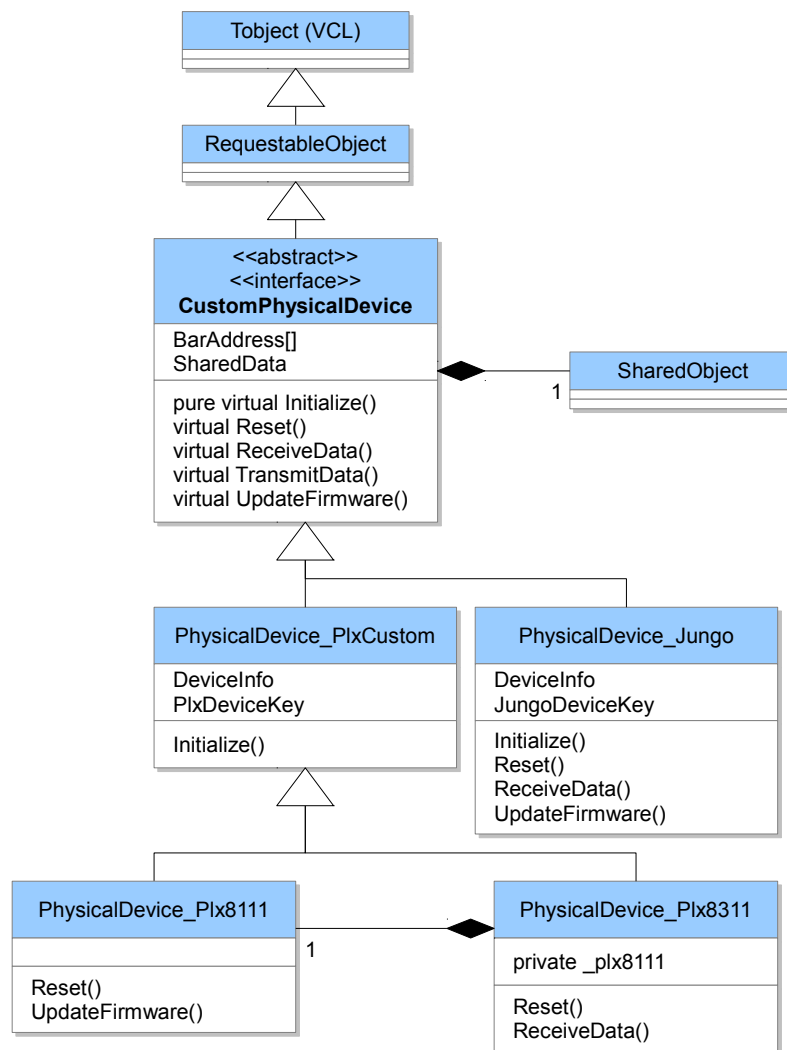 Tobject (VCL)
RequestableObject
<<abstract>>
<<interface>>
CustomPhysicalDevice
BarAddress[]
SharedData
pure virtual Initialize()
virtual Reset()
virtual ReceiveData()
virtual TransmitData()
virtual UpdateFirmware()
1
SharedObject
PhysicalDevice_PlxCustom
DeviceInfo
PlxDeviceKey
Initialize()
PhysicalDevice_Jungo
DeviceInfo
JungoDeviceKey
Initialize()
Reset()
ReceiveData()
UpdateFirmware()
PhysicalDevice_Plx8111
Reset()
UpdateFirmware()
1
PhysicalDevice_Plx8311
private _plx8111
Reset()
ReceiveData()